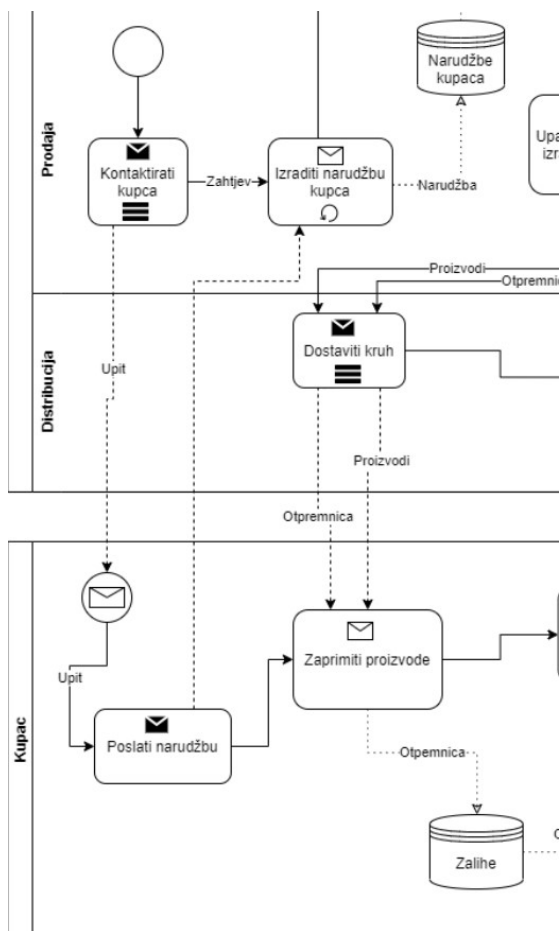 Prodaja
Narudžbe
kupaca
Kontaktirati
kupca
Zahtjev
Izraditi narudžbu
kupca
Narudžba
Proizvodi
Distribucija
Dostaviti kruh
Upit
Proizvodi
Otpremnica
Kupac
Zaprimiti proizvode
Upit
Poslati narudžbu
Otpemnica
Zalihe